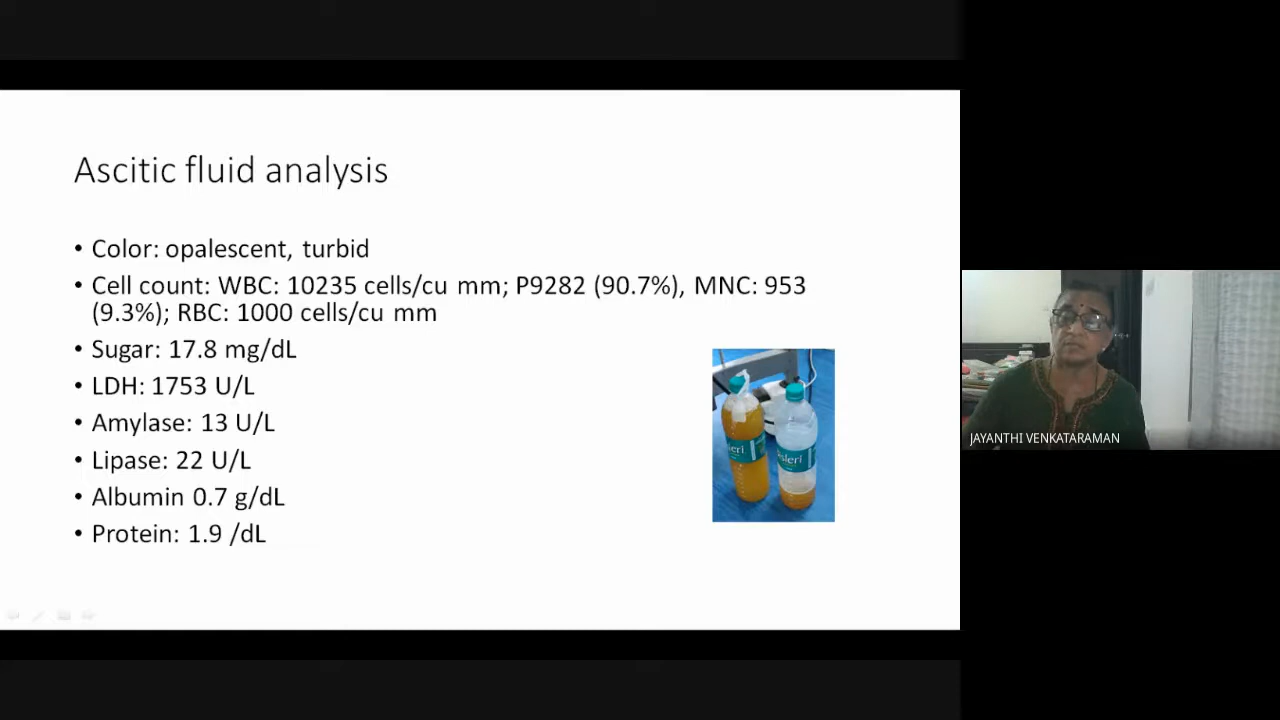 Ascitic fluid analysis
• Color: opalescent, turbid
• Cell count: WBC: 10235 cells/cu mm; P9282 (90.7%), MNC: 953
(9.3%); RBC: 1000 cells/cu mm
• Sugar: 17.8 mg/dL
• LDH: 1753 U/L
• Amylase: 13 U/L
• Lipase: 22 U/L
• Albumin 0.7 g/dL
• Protein: 1.9 /dL
JAYANTHI VENKATARAMAN